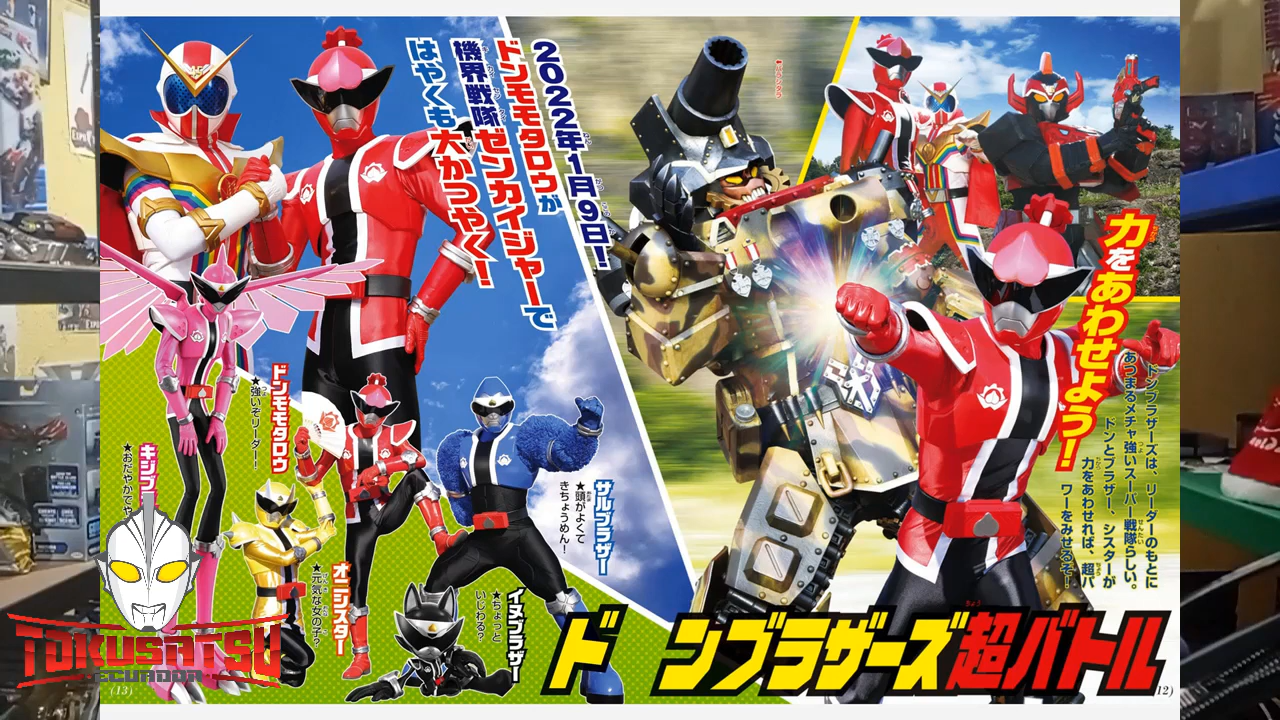 2022年1月9日!
ドンモモタロウが
機界戦隊ゼンカイジャーで
はやくも大かつやく!
力をあわせよう!
ドンブラザーズは、リーダーのもとに
あつまるメチャ強いスーパー戦隊らしい。
ドンとブラザー、シスターが
力をあわせれば、超パ
ワーをみせるぞ!
ドンモモタロウ
★強いぞリーダー!
サルブラザー
★頭がよくて
きちょうめん!
キジブ
★おだやかでや
オニシスター
★元気な女の子?
イヌブラザー
★ちょっと
いじわる?
ドンブラザーズ超バトル
TOKUSATSU
ECUADOR
(13)
12)